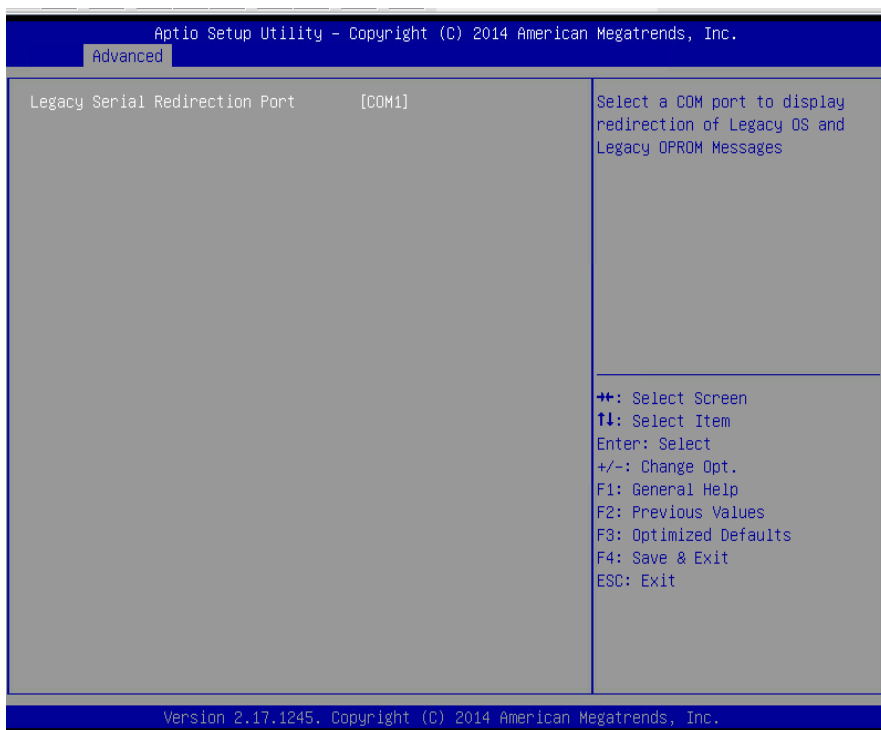 Aptio Setup Utility – Copyright (C) 2014 American Megatrends, Inc.
Advanced
Legacy Serial Redirection Port [COM1]
Select a COM port to display
redirection of Legacy OS and
Legacy OPROM Messages
→←: Select Screen
↑↓: Select Item
Enter: Select
+/-: Change Opt.
F1: General Help
F2: Previous Values
F3: Optimized Defaults
F4: Save & Exit
ESC: Exit
Version 2.17.1245. Copyright (C) 2014 American Megatrends, Inc.